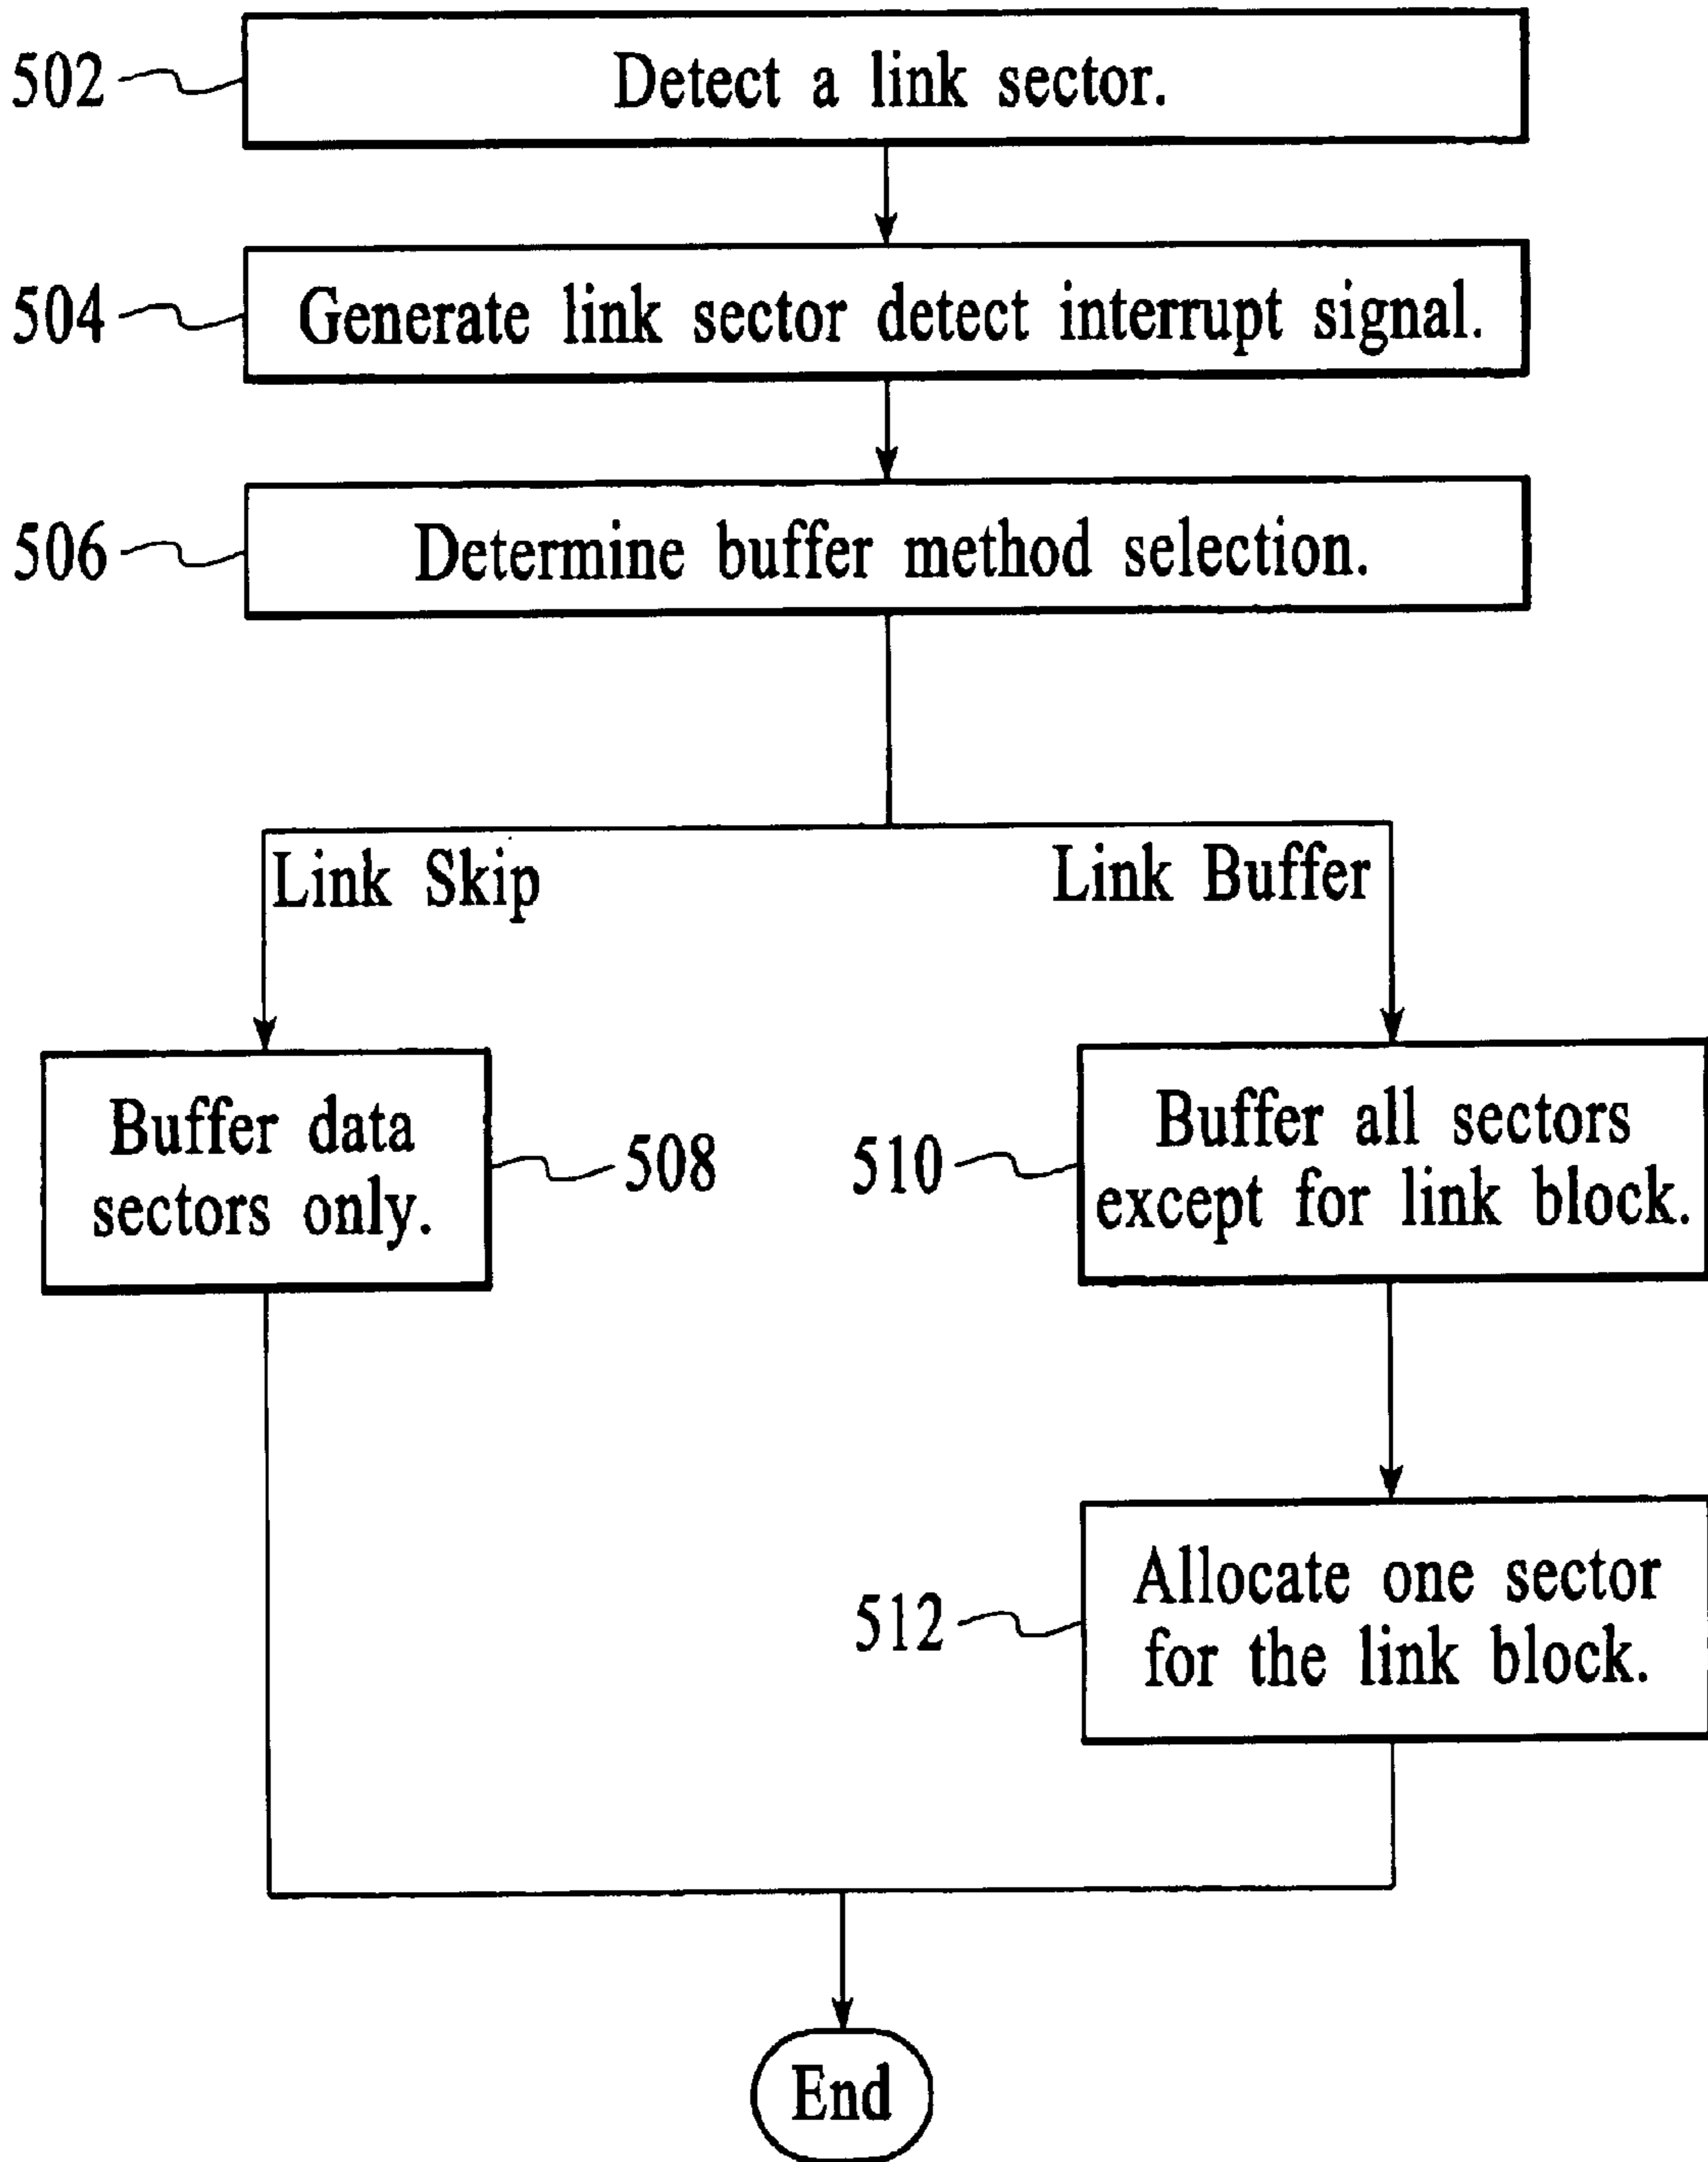 502
Detect a link sector.
504
Generate link sector detect interrupt signal.
506
Determine buffer method selection.
Link Skip
Link Buffer
Buffer data
sectors only.
508
510
Buffer all sectors
except for link block.
512
Allocate one sector
for the link block.
End